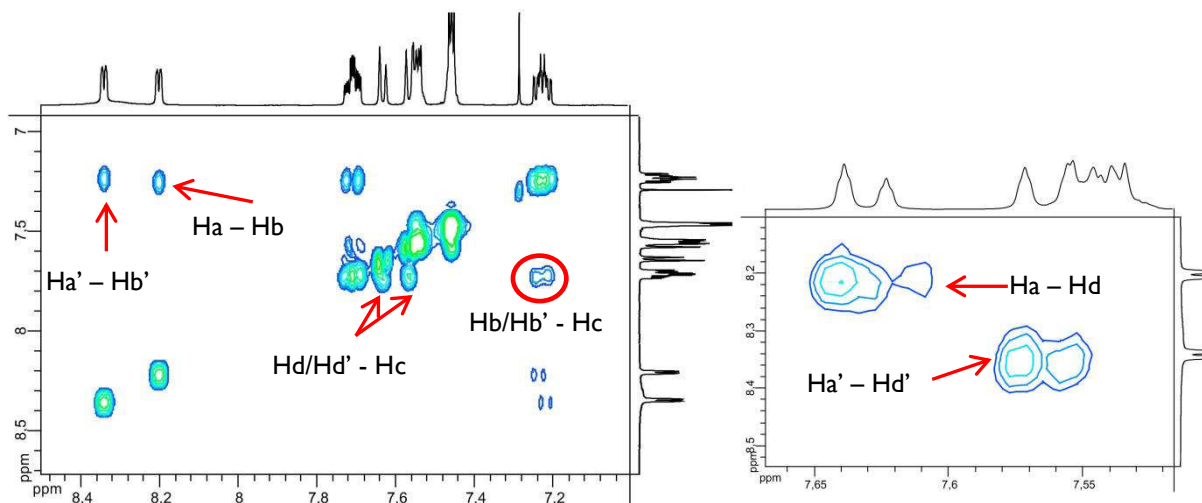 7
7.5
8
8.5
ppm
Ha – Hb
Ha' – Hb'
Hb/Hb' - Hc
Hd/Hd' - Hc
ppm
8.4
8.2
8
7.8
7.6
7.4
7.2
8,2
8,3
8,4
8,5
ppm
Ha – Hd
Ha' – Hd'
ppm
7,65
7,60
7,55